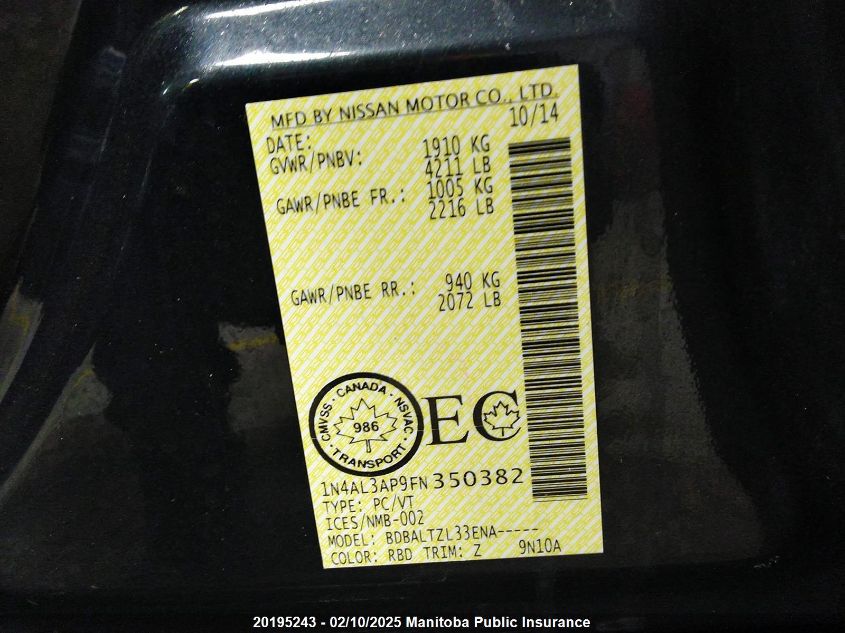 MFD BY NISSAN MOTOR CO., LTD.
DATE: 10/14
GVWR/PNBV: 1910 KG
4211 LB
GAWR/PNBE FR.: 1005 KG
2216 LB
GAWR/PNBE RR.: 940 KG
2072 LB
CMVSS · CANADA · NSVAC
986
· TRANSPORT ·
EC
1N4AL3AP9FN350382
TYPE: PC/VT
ICES/NMB-002
MODEL: BDBALTZL33ENA-----
COLOR: RBD TRIM: Z 9N10A
20195243 - 02/10/2025 Manitoba Public Insurance